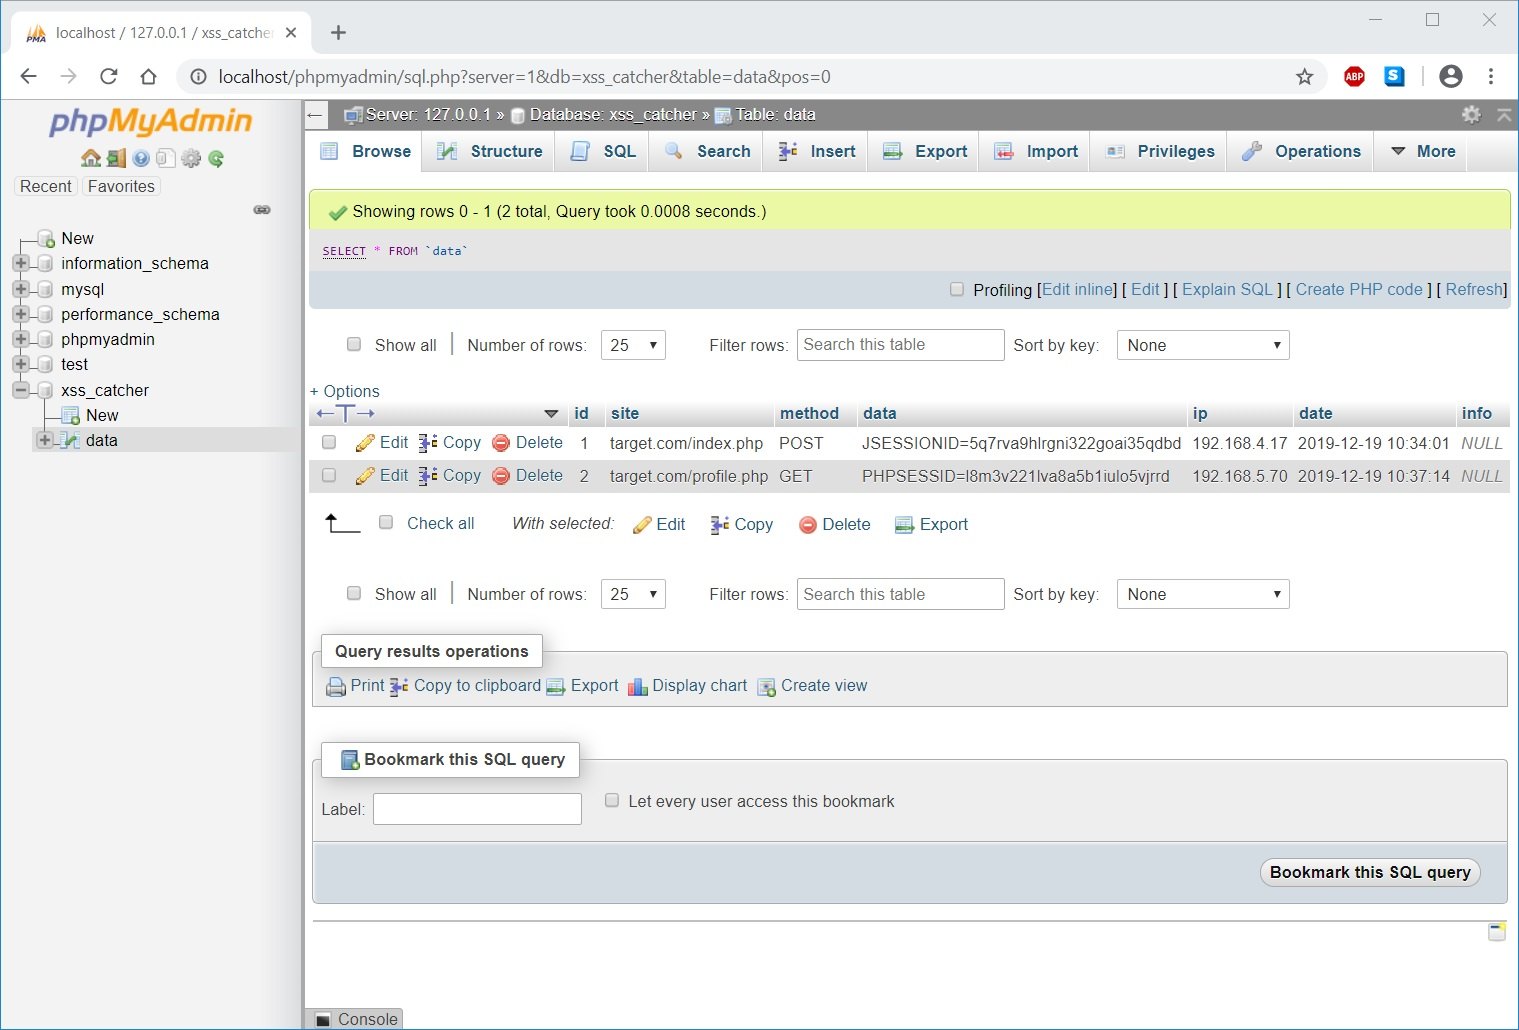 localhost / 127.0.0.1 / xss_catche
localhost/phpmyadmin/sql.php?server=1&db=xss_catcher&table=data&pos=0
ABP
S
phpMyAdmin
Recent Favorites
New
information_schema
mysql
performance_schema
phpmyadmin
test
xss_catcher
New
data
Server: 127.0.0.1 » Database: xss_catcher » Table: data
Browse Structure SQL Search Insert Export Import Privileges Operations More
Showing rows 0 - 1 (2 total, Query took 0.0008 seconds.)
SELECT * FROM `data`
Profiling [Edit inline] [ Edit ] [ Explain SQL ] [ Create PHP code ] [ Refresh]
Show all | Number of rows: 25 Filter rows: Search this table Sort by key: None
+ Options
←T→ id site method data ip date info
Edit Copy Delete 1 target.com/index.php POST JSESSIONID=5q7rva9hlrgni322goai35qdbd 192.168.4.17 2019-12-19 10:34:01 NULL
Edit Copy Delete 2 target.com/profile.php GET PHPSESSID=l8m3v221lva8a5b1iulo5vjrrd 192.168.5.70 2019-12-19 10:37:14 NULL
Check all With selected: Edit Copy Delete Export
Show all | Number of rows: 25 Filter rows: Search this table Sort by key: None
Query results operations
Print Copy to clipboard Export Display chart Create view
Bookmark this SQL query
Label: Let every user access this bookmark
Bookmark this SQL query
Console